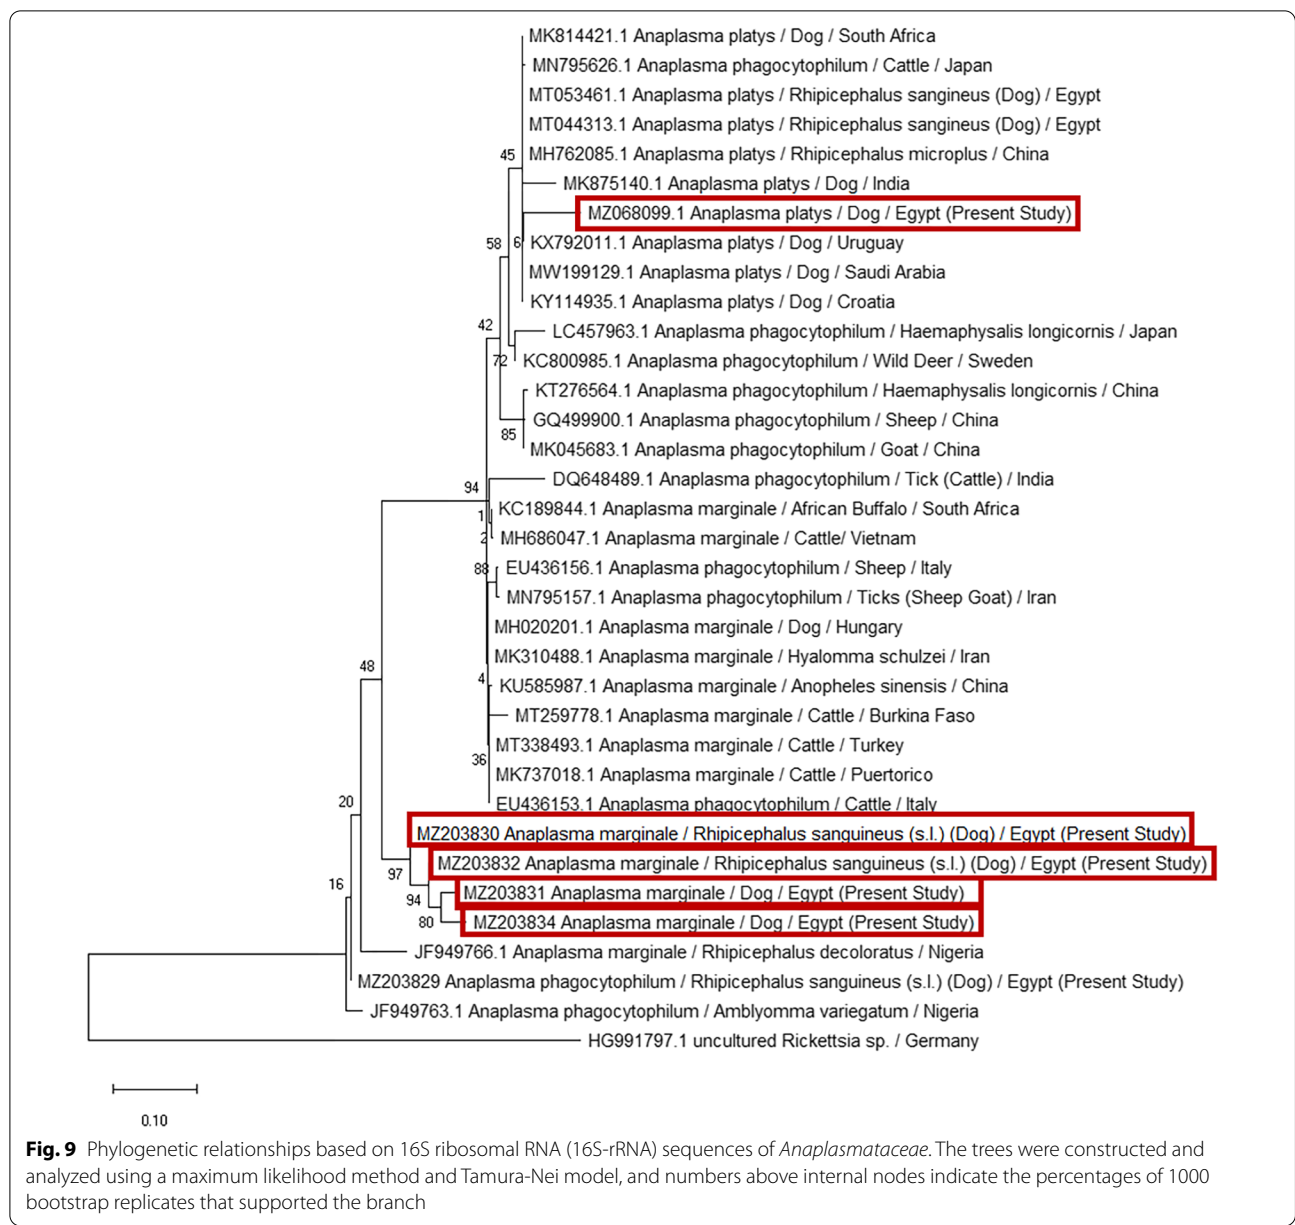 MK814421.1 Anaplasma platys / Dog / South Africa
MN795626.1 Anaplasma phagocytophilum / Cattle / Japan
MT053461.1 Anaplasma platys / Rhipicephalus sangineus (Dog) / Egypt
MT044313.1 Anaplasma platys / Rhipicephalus sangineus (Dog) / Egypt
45
MH762085.1 Anaplasma platys / Rhipicephalus microplus / China
MK875140.1 Anaplasma platys / Dog / India
MZ068099.1 Anaplasma platys / Dog / Egypt (Present Study)
58
6
KX792011.1 Anaplasma platys / Dog / Uruguay
MW199129.1 Anaplasma platys / Dog / Saudi Arabia
KY114935.1 Anaplasma platys / Dog / Croatia
42
LC457963.1 Anaplasma phagocytophilum / Haemaphysalis longicornis / Japan
72
KC800985.1 Anaplasma phagocytophilum / Wild Deer / Sweden
KT276564.1 Anaplasma phagocytophilum / Haemaphysalis longicornis / China
GQ499900.1 Anaplasma phagocytophilum / Sheep / China
85
MK045683.1 Anaplasma phagocytophilum / Goat / China
DQ648489.1 Anaplasma phagocytophilum / Tick (Cattle) / India
94
1
KC189844.1 Anaplasma marginale / African Buffalo / South Africa
2
MH686047.1 Anaplasma marginale / Cattle/ Vietnam
88
EU436156.1 Anaplasma phagocytophilum / Sheep / Italy
MN795157.1 Anaplasma phagocytophilum / Ticks (Sheep Goat) / Iran
MH020201.1 Anaplasma marginale / Dog / Hungary
MK310488.1 Anaplasma marginale / Hyalomma schulzei / Iran
48
4
KU585987.1 Anaplasma marginale / Anopheles sinensis / China
MT259778.1 Anaplasma marginale / Cattle / Burkina Faso
MT338493.1 Anaplasma marginale / Cattle / Turkey
36
MK737018.1 Anaplasma marginale / Cattle / Puertorico
20
EU436153.1 Anaplasma phagocytophilum / Cattle / Italy
MZ203830 Anaplasma marginale / Rhipicephalus sanguineus (s.l.) (Dog) / Egypt (Present Study)
MZ203832 Anaplasma marginale / Rhipicephalus sanguineus (s.l.) (Dog) / Egypt (Present Study)
97
16
MZ203831 Anaplasma marginale / Dog / Egypt (Present Study)
94
80
MZ203834 Anaplasma marginale / Dog / Egypt (Present Study)
JF949766.1 Anaplasma marginale / Rhipicephalus decoloratus / Nigeria
MZ203829 Anaplasma phagocytophilum / Rhipicephalus sanguineus (s.l.) (Dog) / Egypt (Present Study)
JF949763.1 Anaplasma phagocytophilum / Amblyomma variegatum / Nigeria
HG991797.1 uncultured Rickettsia sp. / Germany
0.10
Fig. 9 Phylogenetic relationships based on 16S ribosomal RNA (16S-rRNA) sequences of Anaplasmataceae. The trees were constructed and
analyzed using a maximum likelihood method and Tamura-Nei model, and numbers above internal nodes indicate the percentages of 1000
bootstrap replicates that supported the branch